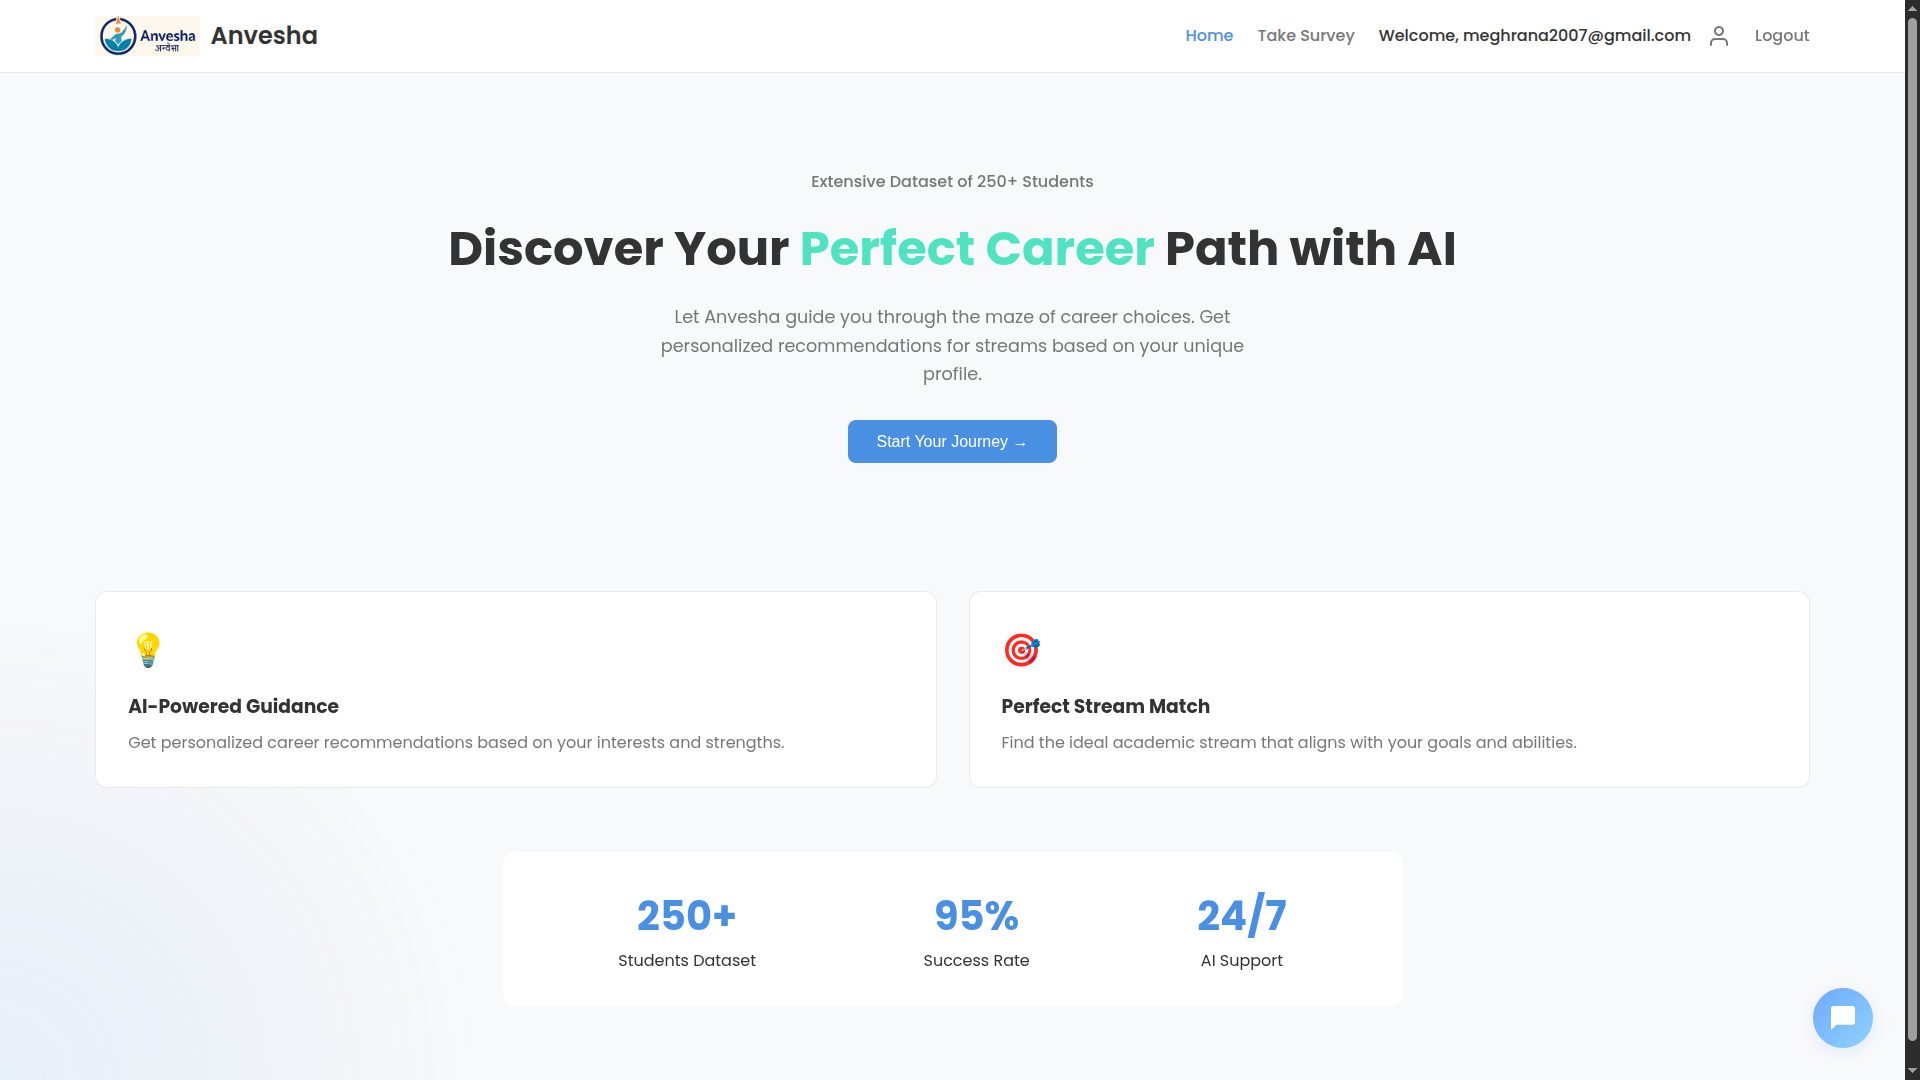 Anvesha
अन्वेसा
Anvesha
Home
Take Survey
Welcome, meghrana2007@gmail.com
Logout
Extensive Dataset of 250+ Students
Discover Your Perfect Career Path with AI
Let Anvesha guide you through the maze of career choices. Get
personalized recommendations for streams based on your unique
profile.
Start Your Journey →
AI-Powered Guidance
Get personalized career recommendations based on your interests and strengths.
Perfect Stream Match
Find the ideal academic stream that aligns with your goals and abilities.
250+
Students Dataset
95%
Success Rate
24/7
AI Support